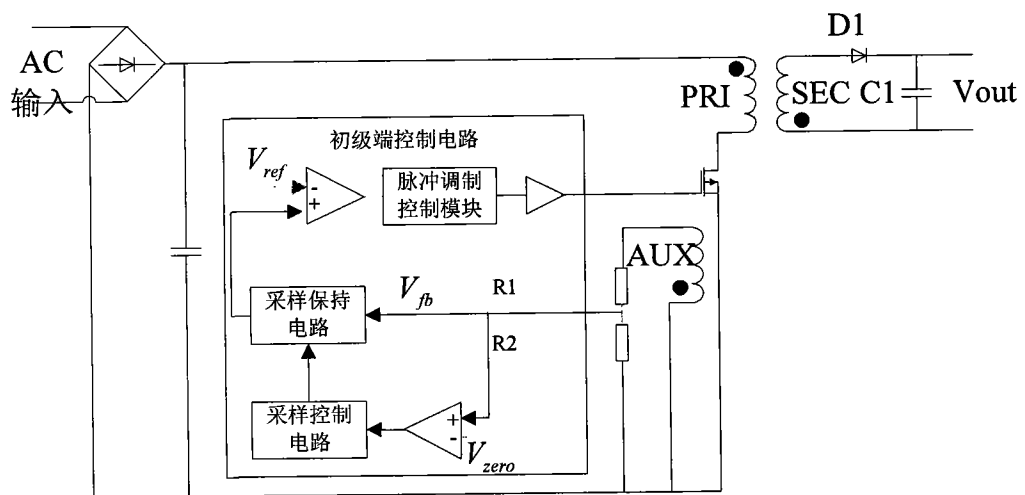 D1
AC
输入
PRI
SEC C1
Vout
初级端控制电路
Vref
-
+
脉冲调制
控制模块
AUX
采样保持
电路
Vfb
R1
R2
采样控制
电路
+
-
Vzero